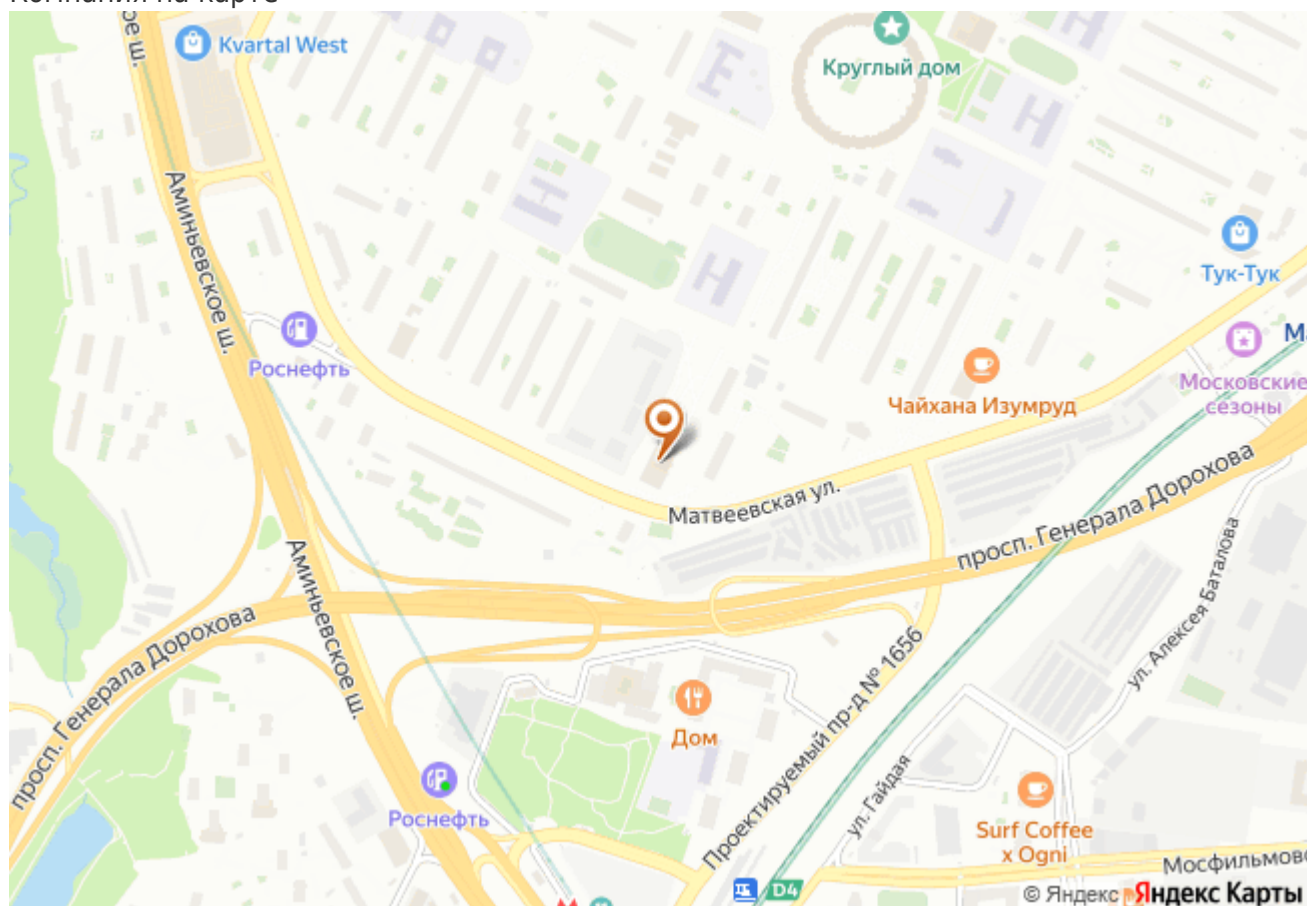 Kvartal West
Круглый дом
Аминьевское ш.
Тук-Тук
Роснефть
Московские
сезоны
Чайхана Изумруд
Матвеевская ул.
просп. Генерала Дорохова
Аминьевское ш.
просп. Генерала Дорохова
ул. Алексея Баталова
Проектируемый пр-д № 1656
Дом
ул. Гайдая
Роснефть
Surf Coffee
x Ogni
D4
© Яндекс Яндекс Карты